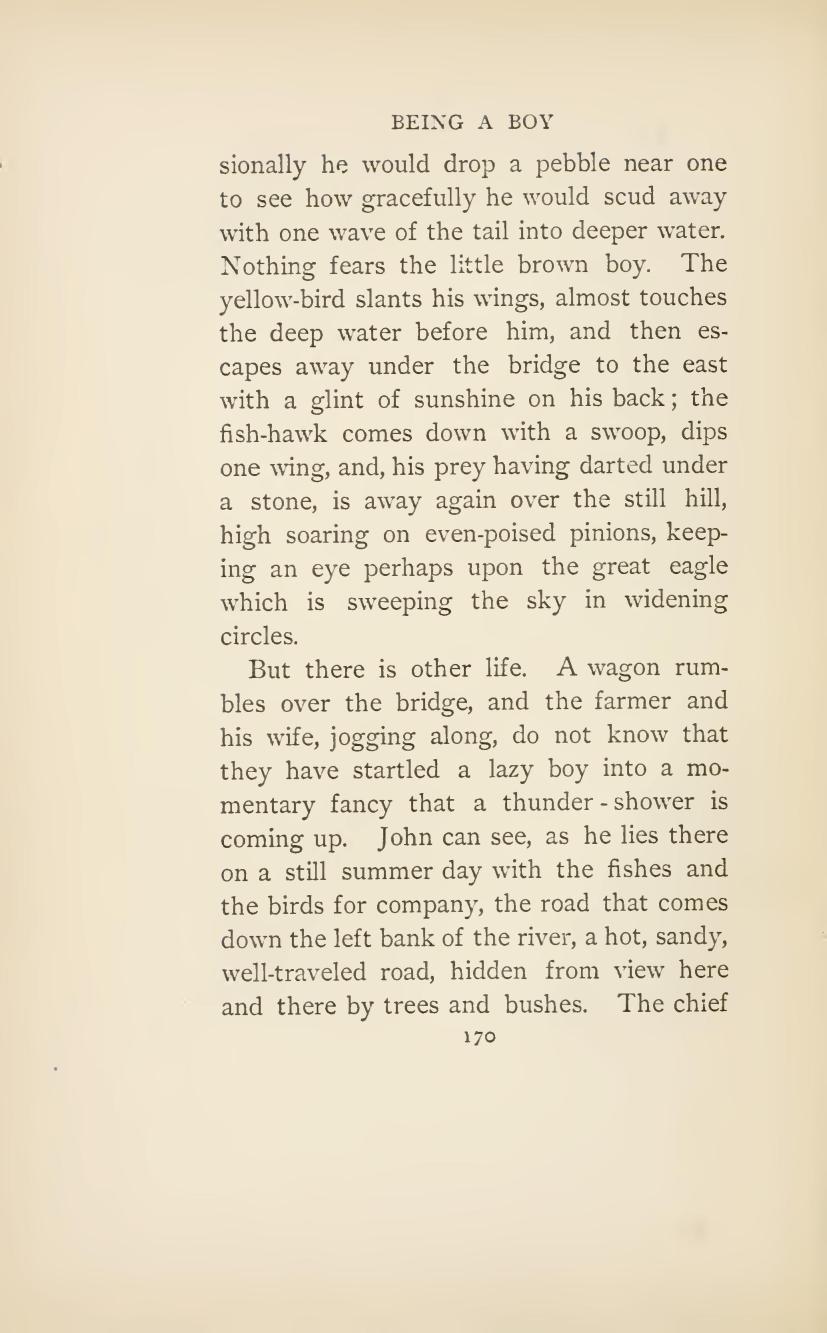 BEING A BOY
sionally he would drop a pebble near one
to see how gracefully he would scud away
with one wave of the tail into deeper water.
Nothing fears the little brown boy. The
yellow-bird slants his wings, almost touches
the deep water before him, and then es-
capes away under the bridge to the east
with a glint of sunshine on his back; the
fish-hawk comes down with a swoop, dips
one wing, and, his prey having darted under
a stone, is away again over the still hill,
high soaring on even-poised pinions, keep-
ing an eye perhaps upon the great eagle
which is sweeping the sky in widening
circles.
But there is other life. A wagon rum-
bles over the bridge, and the farmer and
his wife, jogging along, do not know that
they have startled a lazy boy into a mo-
mentary fancy that a thunder-shower is
coming up. John can see, as he lies there
on a still summer day with the fishes and
the birds for company, the road that comes
down the left bank of the river, a hot, sandy,
well-traveled road, hidden from view here
and there by trees and bushes. The chief
170